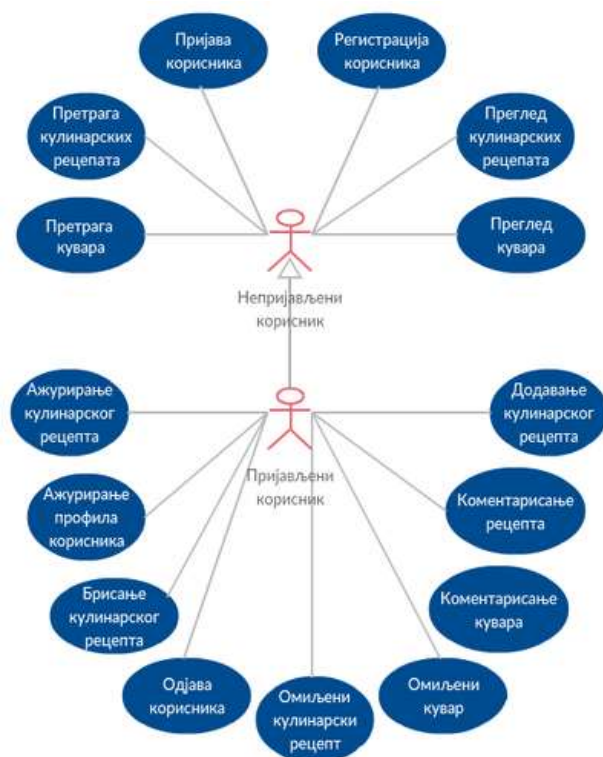 Пријава
корисника
Регистрација
корисника
Претрага
кулинарских
рецепата
Преглед
кулинарских
рецепата
Претрага
кувара
Преглед
кувара
Непријављени
корисник
Ажурирање
кулинарског
рецепта
Додавање
кулинарског
рецепта
Пријављени
корисник
Ажурирање
профила
корисника
Коментарисање
рецепта
Брисање
кулинарског
рецепта
Коментарисање
кувара
Одјава
корисника
Омиљени
кулинарски
рецепт
Омиљени
кувар